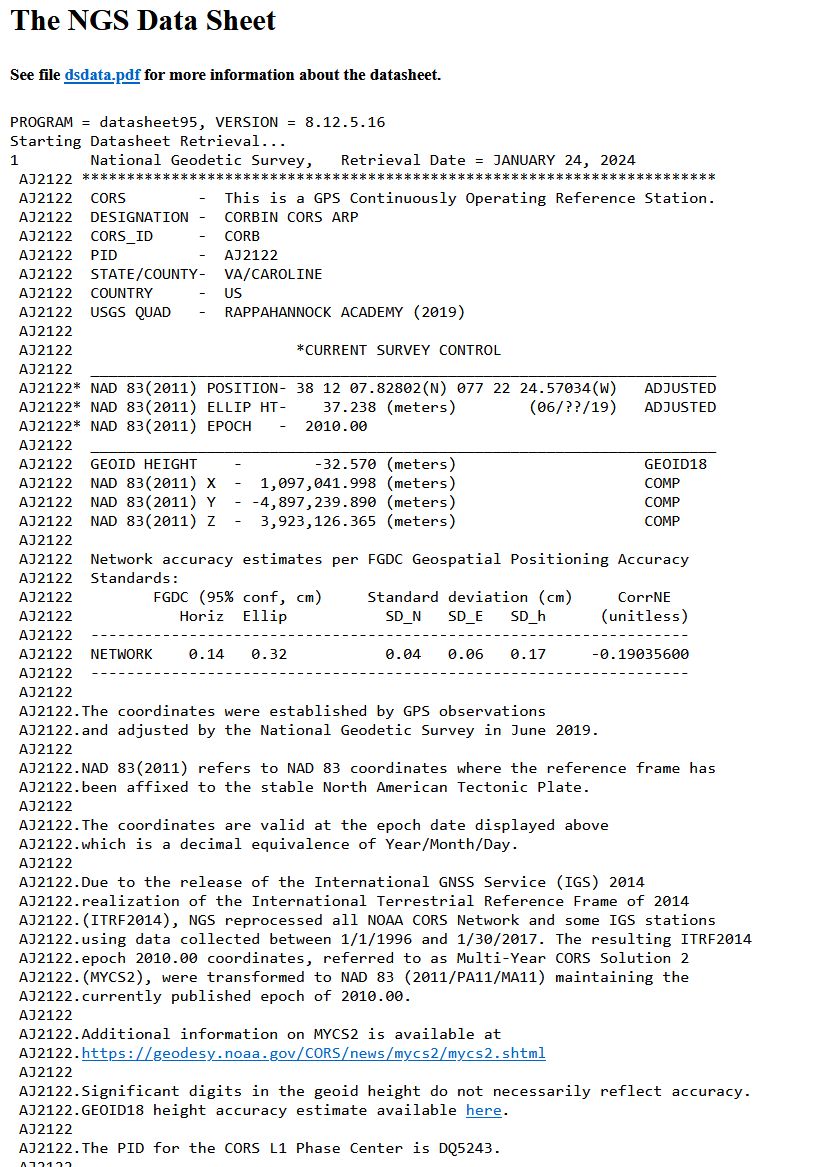 The NGS Data Sheet
See file dsdata.pdf for more information about the datasheet.
PROGRAM = datasheet95, VERSION = 8.12.5.16
Starting Datasheet Retrieval...
1        National Geodetic Survey,   Retrieval Date = JANUARY 24, 2024
 AJ2122 ***********************************************************************
 AJ2122  CORS        -  This is a GPS Continuously Operating Reference Station.
 AJ2122  DESIGNATION -  CORBIN CORS ARP
 AJ2122  CORS_ID     -  CORB
 AJ2122  PID         -  AJ2122
 AJ2122  STATE/COUNTY-  VA/CAROLINE
 AJ2122  COUNTRY     -  US
 AJ2122  USGS QUAD   -  RAPPAHANNOCK ACADEMY (2019)
 AJ2122
 AJ2122                         *CURRENT SURVEY CONTROL
 AJ2122  ______________________________________________________________________
 AJ2122* NAD 83(2011) POSITION- 38 12 07.82802(N) 077 22 24.57034(W)   ADJUSTED
 AJ2122* NAD 83(2011) ELLIP HT-    37.238 (meters)        (06/??/19)   ADJUSTED
 AJ2122* NAD 83(2011) EPOCH   -  2010.00
 AJ2122  ______________________________________________________________________
 AJ2122  GEOID HEIGHT    -        -32.570 (meters)                     GEOID18
 AJ2122  NAD 83(2011) X  -  1,097,041.998 (meters)                     COMP
 AJ2122  NAD 83(2011) Y  - -4,897,239.890 (meters)                     COMP
 AJ2122  NAD 83(2011) Z  -  3,923,126.365 (meters)                     COMP
 AJ2122
 AJ2122  Network accuracy estimates per FGDC Geospatial Positioning Accuracy
 AJ2122  Standards:
 AJ2122         FGDC (95% conf, cm)     Standard deviation (cm)     CorrNE
 AJ2122            Horiz  Ellip           SD_N   SD_E   SD_h      (unitless)
 AJ2122  -------------------------------------------------------------------
 AJ2122  NETWORK    0.14   0.32           0.04   0.06   0.17     -0.19035600
 AJ2122  -------------------------------------------------------------------
 AJ2122
 AJ2122.The coordinates were established by GPS observations
 AJ2122.and adjusted by the National Geodetic Survey in June 2019.
 AJ2122
 AJ2122.NAD 83(2011) refers to NAD 83 coordinates where the reference frame has
 AJ2122.been affixed to the stable North American Tectonic Plate.
 AJ2122
 AJ2122.The coordinates are valid at the epoch date displayed above
 AJ2122.which is a decimal equivalence of Year/Month/Day.
 AJ2122
 AJ2122.Due to the release of the International GNSS Service (IGS) 2014
 AJ2122.realization of the International Terrestrial Reference Frame of 2014
 AJ2122.(ITRF2014), NGS reprocessed all NOAA CORS Network and some IGS stations
 AJ2122.using data collected between 1/1/1996 and 1/30/2017. The resulting ITRF2014
 AJ2122.epoch 2010.00 coordinates, referred to as Multi-Year CORS Solution 2
 AJ2122.(MYCS2), were transformed to NAD 83 (2011/PA11/MA11) maintaining the
 AJ2122.currently published epoch of 2010.00.
 AJ2122
 AJ2122.Additional information on MYCS2 is available at
 AJ2122.https://geodesy.noaa.gov/CORS/news/mycs2/mycs2.shtml
 AJ2122
 AJ2122.Significant digits in the geoid height do not necessarily reflect accuracy.
 AJ2122.GEOID18 height accuracy estimate available here.
 AJ2122
 AJ2122.The PID for the CORS L1 Phase Center is DQ5243.
 AJ2122